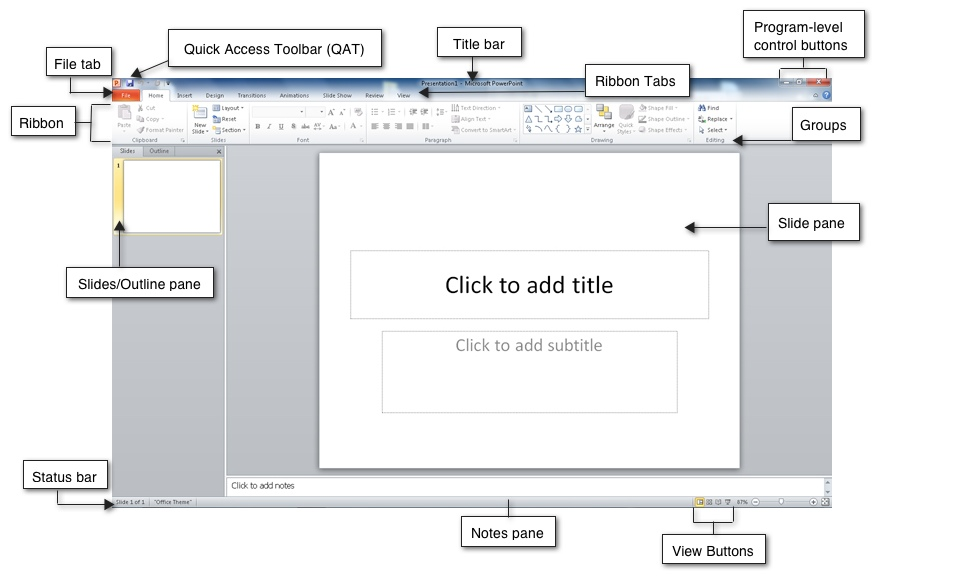 Program-level
control buttons
Quick Access Toolbar (QAT)
Title bar
File tab
Presentation1 - Microsoft PowerPoint
Ribbon Tabs
File Home Insert Design Transitions Animations Slide Show Review View
Ribbon
Groups
Paste
Cut
Copy
Format Painter
Clipboard
New
Slide
Layout
Reset
Section
Slides
B I U S abc AV Aa A
Font
Text Direction
Align Text
Convert to SmartArt
Paragraph
Arrange
Quick
Styles
Shape Fill
Shape Outline
Shape Effects
Drawing
Find
Replace
Select
Editing
Slides Outline
1
Slide pane
Slides/Outline pane
Click to add title
Click to add subtitle
Status bar
Click to add notes
Slide 1 of 1 "Office Theme" 67%
Notes pane
View Buttons